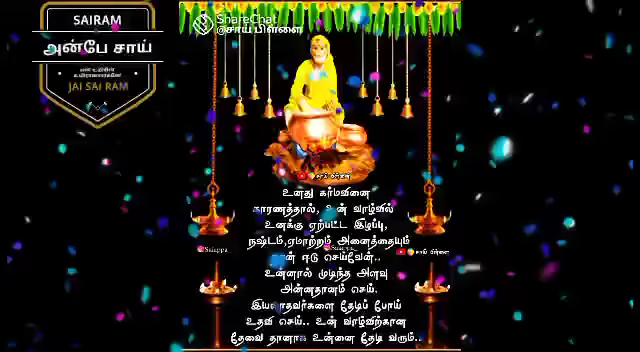 SAIRAM
அன்பே சாய்
JAI SAI RAM
ShareChat
@சாய் பிள்ளை
சாய் பிள்ளை
உனது கர்மவினை
காரணத்தால், உன் வாழ்வில்
உனக்கு ஏற்பட்ட இழப்பு,
நஷ்டம்,ஏமாற்றம் அனைத்தையும்
நான் ஈடு செய்வேன்..
உன்னால் முடிந்த அளவு
அன்னதானம் செய்.
இயலாதவர்களை தேடிப் போய்
உதவி செய்.. உன் வாழ்விற்கான
தேவை தானாக உன்னை தேடி வரும்..
சாய் பிள்ளை